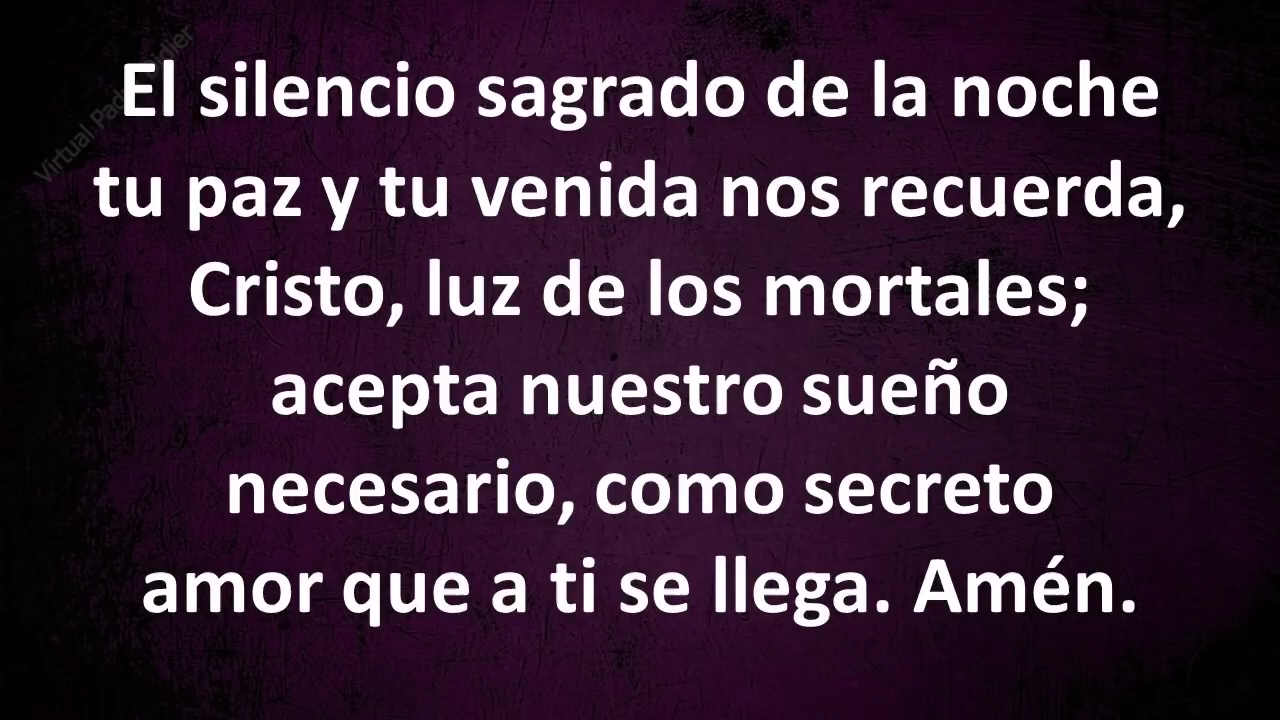 El silencio sagrado de la noche
tu paz y tu venida nos recuerda,
Cristo, luz de los mortales;
acepta nuestro sueño
necesario, como secreto
amor que a ti se llega. Amén.
Virtual